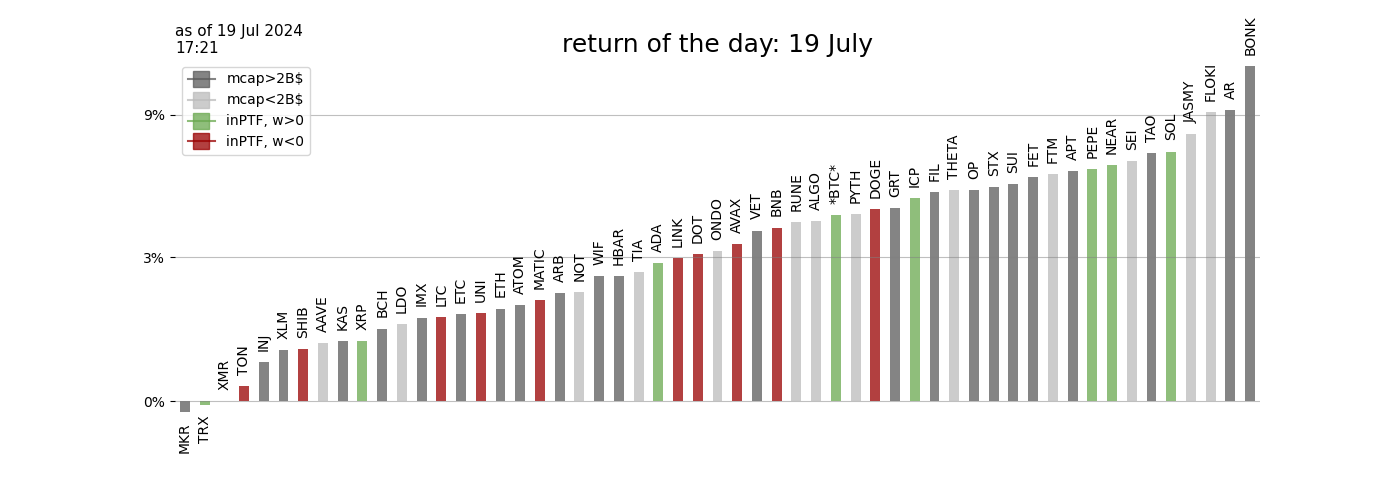 as of 19 Jul 2024
17:21
return of the day: 19 July
mcap>2B$
mcap<2B$
inPTF, w>0
inPTF, w<0
9%
3%
0%
MKR
TRX
XMR
TON
INJ
XLM
SHIB
AAVE
KAS
XRP
BCH
LDO
IMX
LTC
ETC
UNI
ETH
ATOM
MATIC
ARB
NOT
WIF
HBAR
TIA
ADA
LINK
DOT
ONDO
AVAX
VET
BNB
RUNE
ALGO
*BTC*
PYTH
DOGE
GRT
ICP
FIL
THETA
OP
STX
SUI
FET
FTM
APT
PEPE
NEAR
SEI
TAO
SOL
JASMY
FLOKI
AR
BONK